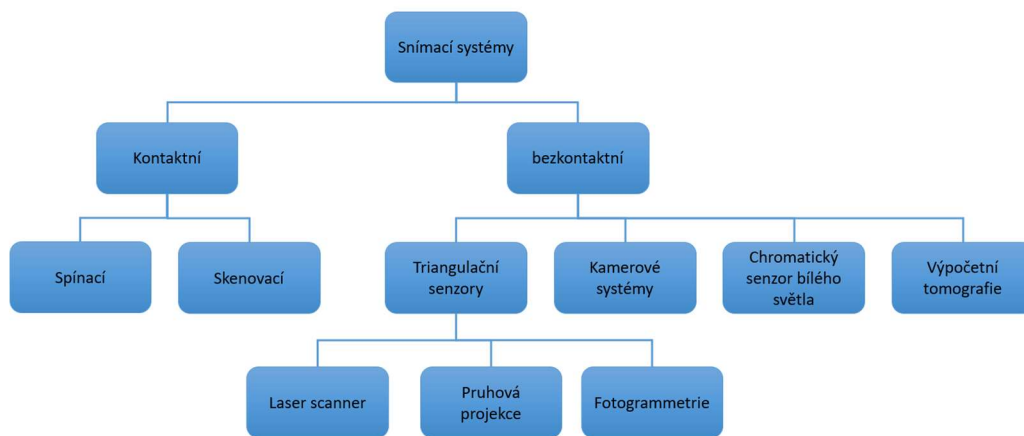 Snímací systémy
Kontaktní
bezkontaktní
Spínací
Skenovací
Triangulační
senzory
Kamerové
systémy
Chromatický
senzor bílého
světla
Výpočetní
tomografie
Laser scanner
Pruhová
projekce
Fotogrammetrie